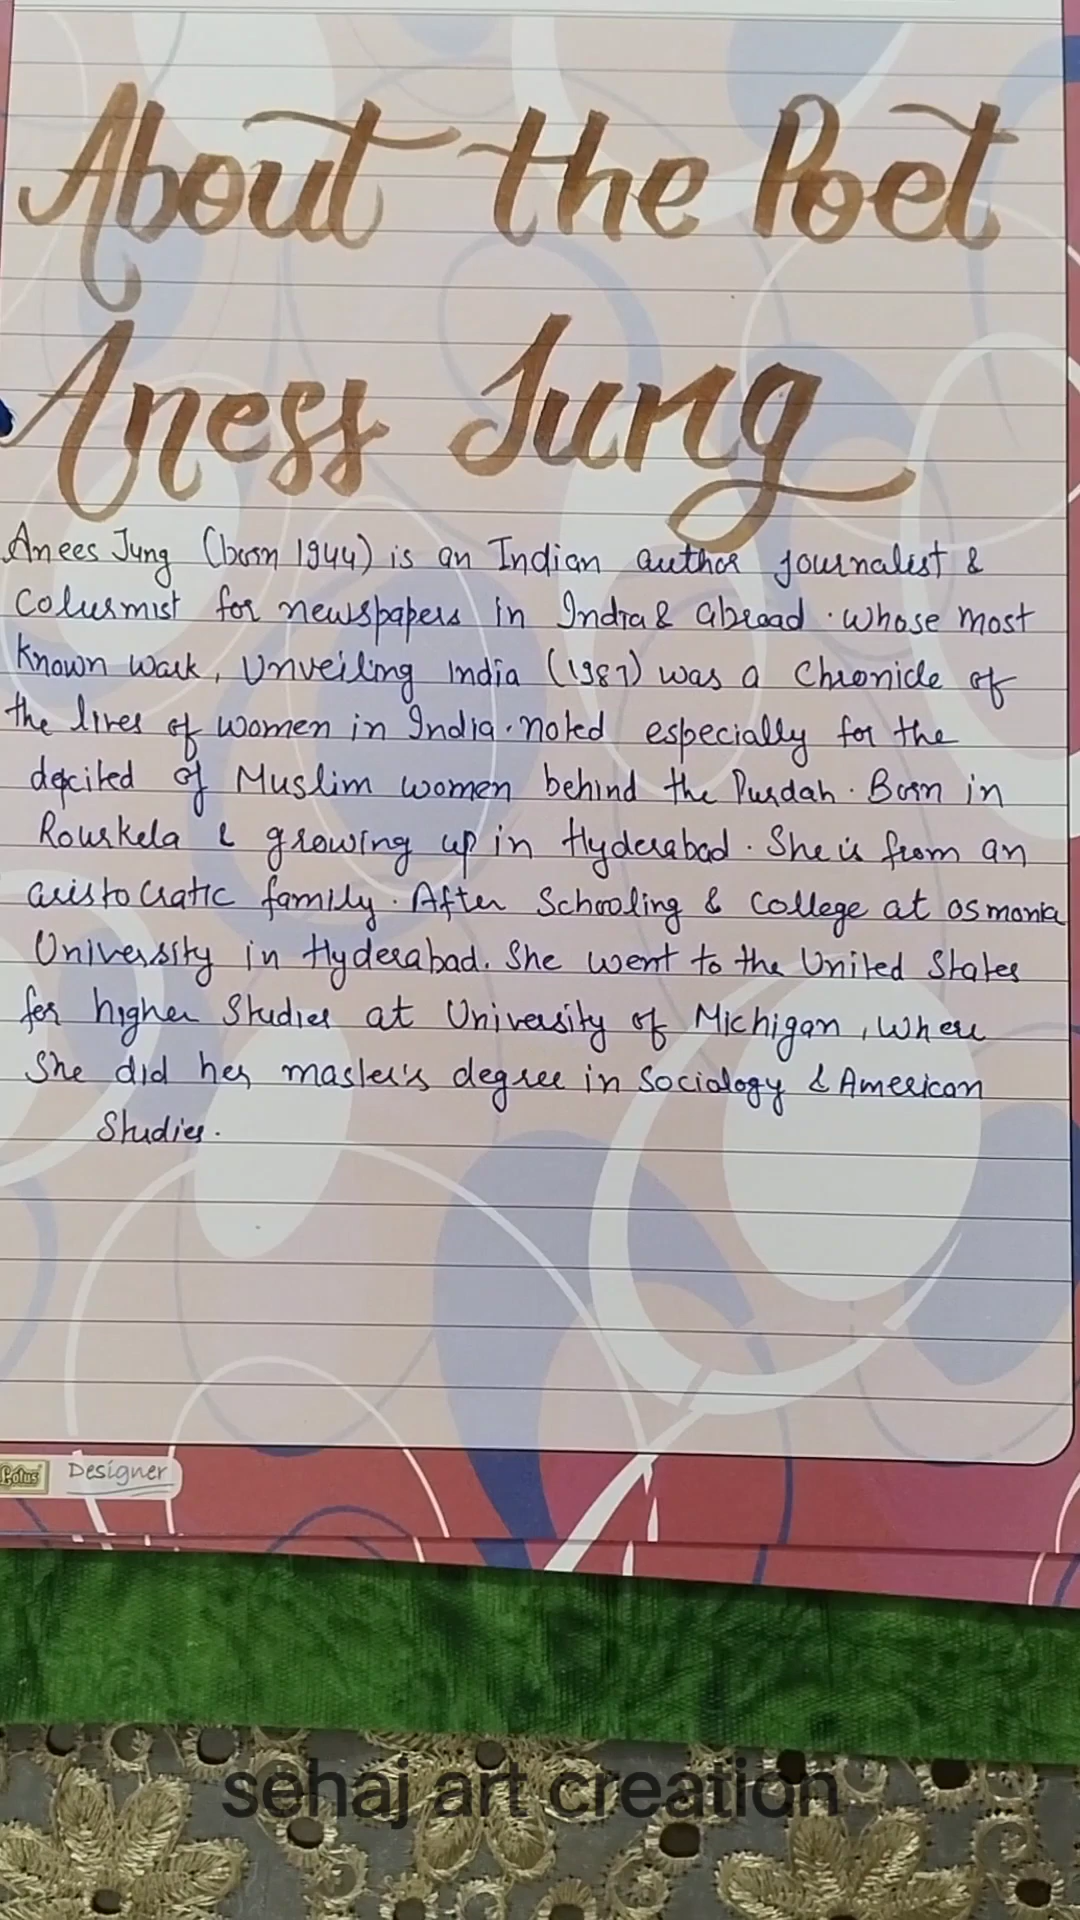 About the Poet
Aness Jung
Anees Jung (born 1944) is an Indian author journalist &
Colusmist for newspapers in India & abroad . whose most
known work, Unveiling India (1987) was a Chronicle of
the lives of women in India . noted especially for the
depcited of Muslim women behind the Purdah . Born in
Rourkela & growing up in Hyderabad . She is from an
aristocratic family . After Schooling & College at osmania
University in Hyderabad. She went to the United States
for higher Studies at University of Michigan , where
She did her master's degree in Sociology & American
Studies .
Lotus Designer
sehaj art creation